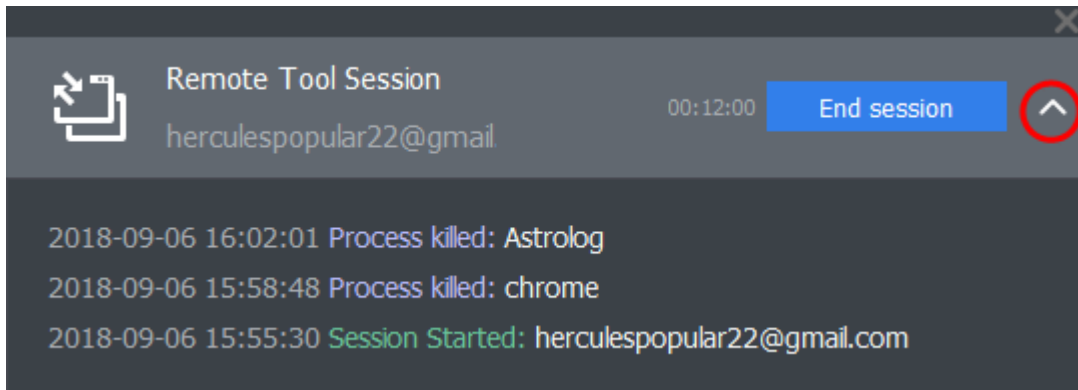 Remote Tool Session
herculespopular22@gmail
00:12:00
End session
2018-09-06 16:02:01 Process killed: Astrolog
2018-09-06 15:58:48 Process killed: chrome
2018-09-06 15:55:30 Session Started: herculespopular22@gmail.com